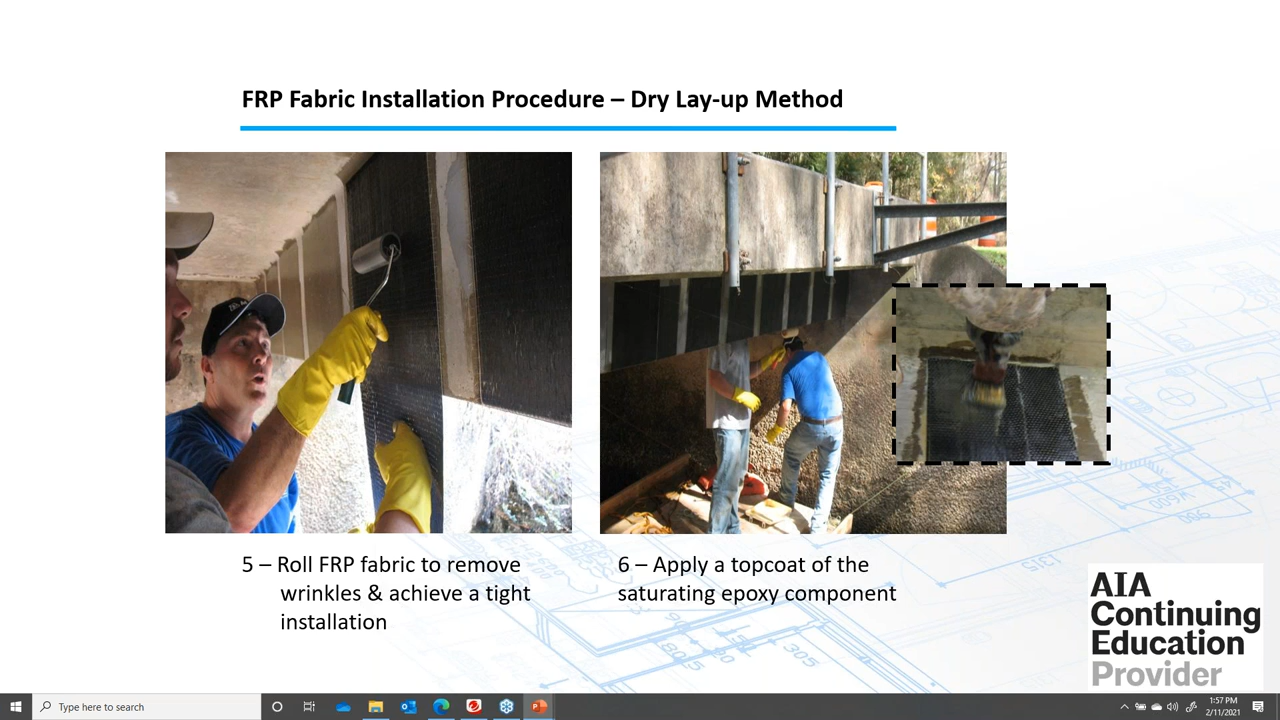 FRP Fabric Installation Procedure – Dry Lay-up Method
5 – Roll FRP fabric to remove
wrinkles & achieve a tight
installation
6 – Apply a topcoat of the
saturating epoxy component
305
1315
AIA
Continuing
Education
Provider
Type here to search
1:57 PM
2/11/2021